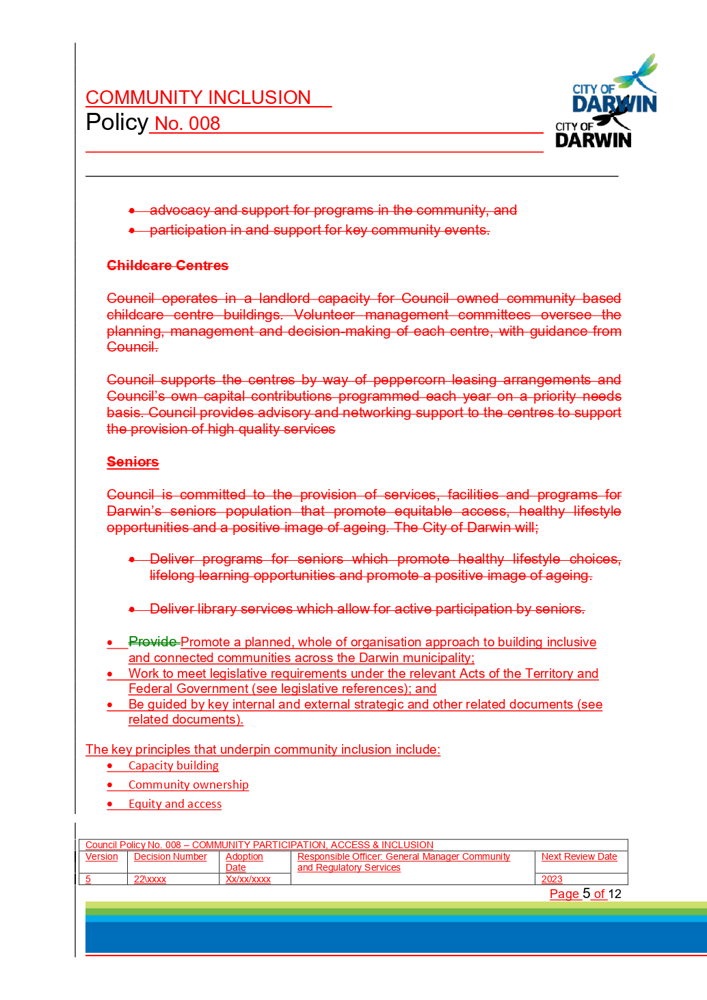 COMMUNITY INCLUSION
Policy No. 008
CITY OF
DARWIN
CITY OF
DARWIN
• advocacy and support for programs in the community, and
• participation in and support for key community events.
Childcare Centres
Council operates in a landlord capacity for Council owned community based
childcare centre buildings. Volunteer management committees oversee the
planning, management and decision-making of each centre, with guidance from
Council.
Council supports the centres by way of peppercorn leasing arrangements and
Council’s own capital contributions programmed each year on a priority needs
basis. Council provides advisory and networking support to the centres to support
the provision of high quality services
Seniors
Council is committed to the provision of services, facilities and programs for
Darwin’s seniors population that promote equitable access, healthy lifestyle
opportunities and a positive image of ageing. The City of Darwin will;
• Deliver programs for seniors which promote healthy lifestyle choices,
lifelong learning opportunities and promote a positive image of ageing.
• Deliver library services which allow for active participation by seniors.
• Provide Promote a planned, whole of organisation approach to building inclusive
and connected communities across the Darwin municipality;
• Work to meet legislative requirements under the relevant Acts of the Territory and
Federal Government (see legislative references); and
• Be guided by key internal and external strategic and other related documents (see
related documents).
The key principles that underpin community inclusion include:
• Capacity building
• Community ownership
• Equity and access
Council Policy No. 008 – COMMUNITY PARTICIPATION, ACCESS & INCLUSION
Version Decision Number Adoption Responsible Officer: General Manager Community Next Review Date
Date and Regulatory Services
5 22\xxxx Xx/xx/xxxx 2023
Page 5 of 12